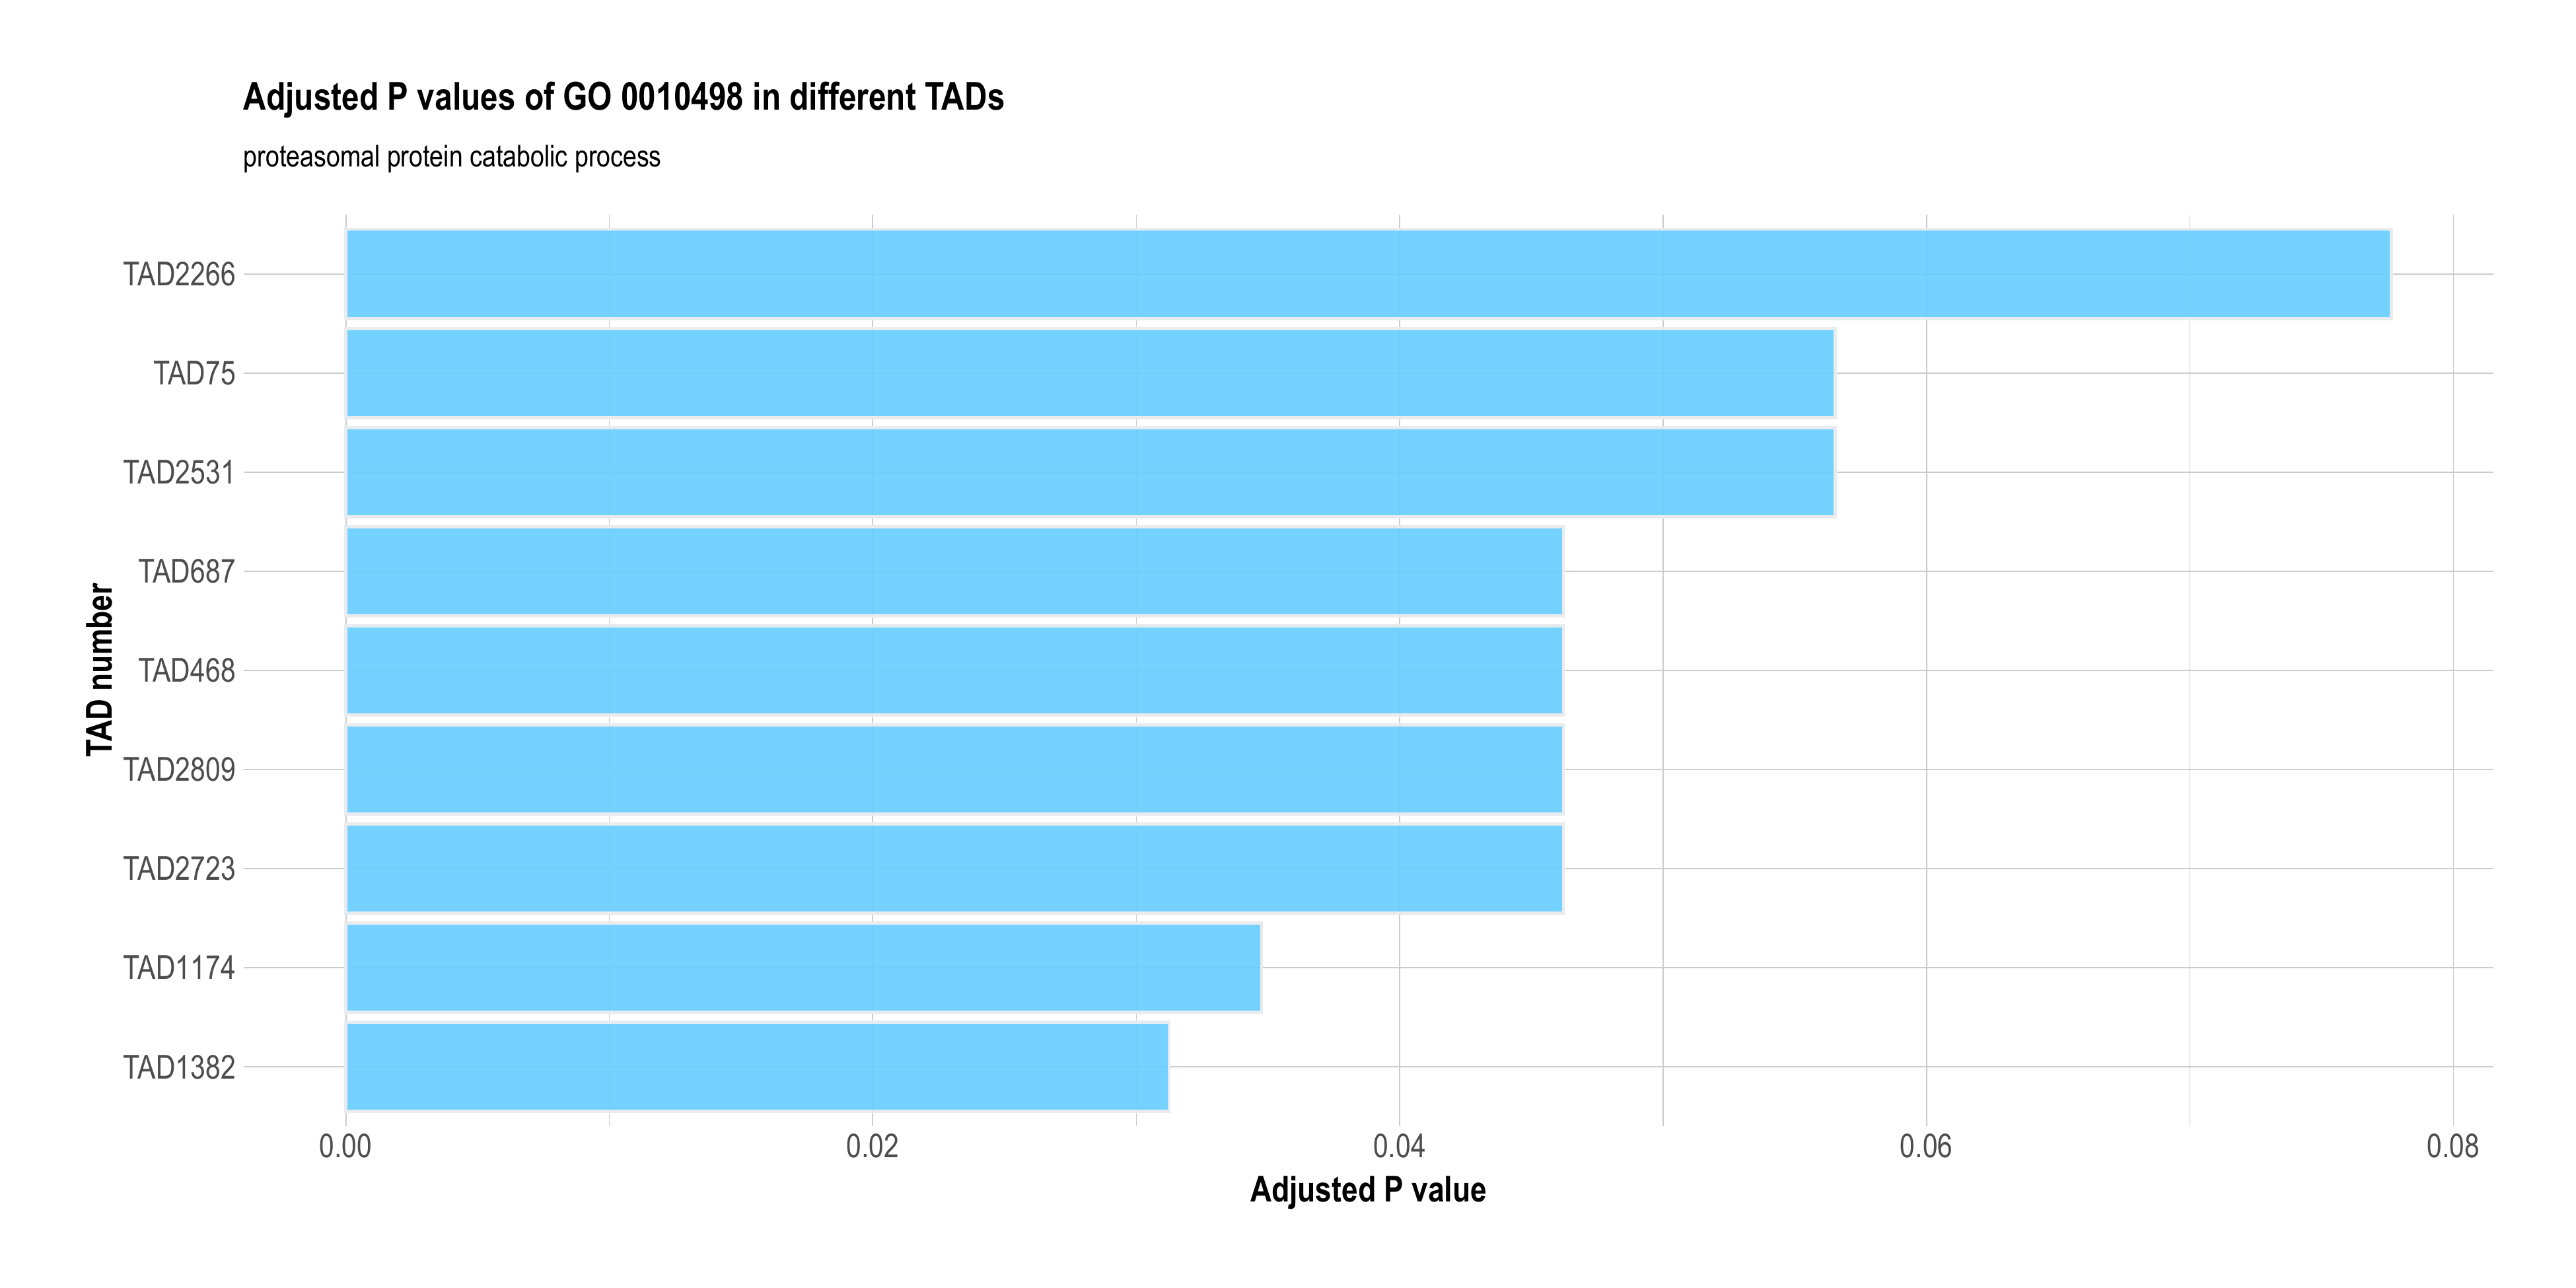 Adjusted P values of GO 0010498 in different TADs
proteasomal protein catabolic process
TAD number
TAD2266
TAD75
TAD2531
TAD687
TAD468
TAD2809
TAD2723
TAD1174
TAD1382
0.00 0.02 0.04 0.06 0.08
Adjusted P value